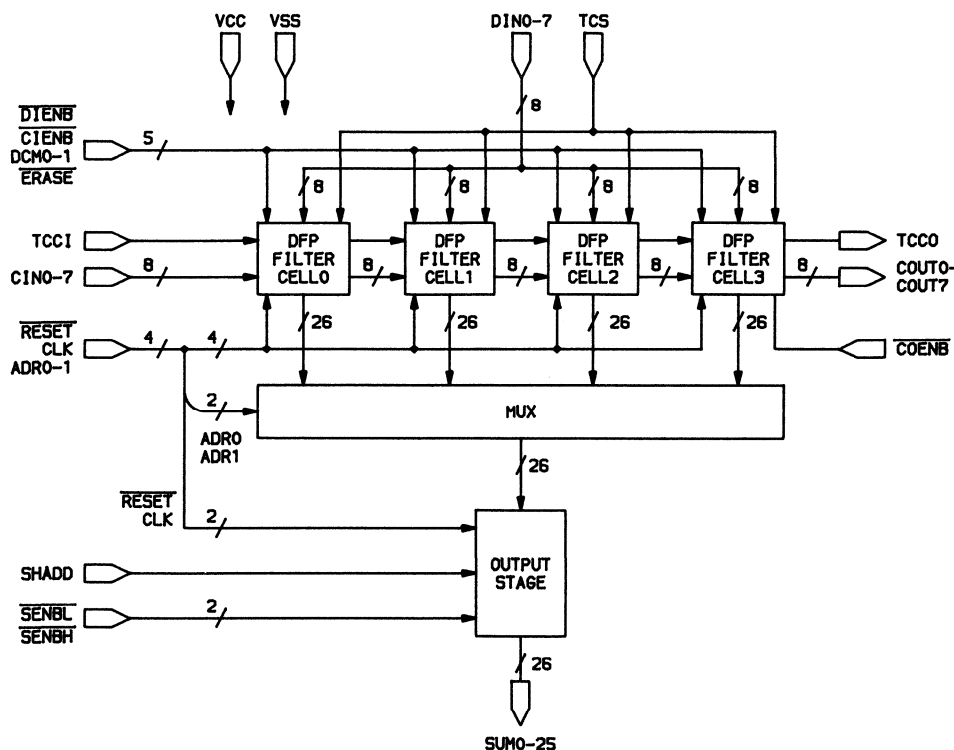 VCC VSS DIN0-7 TCS
8
DIENB
CIENB 5
DCM0-1
ERASE
8 8 8 8
TCCI DFP FILTER CELL0 DFP FILTER CELL1 DFP FILTER CELL2 DFP FILTER CELL3 TCCO
CIN0-7 8 8 8 8 8 COUT0-
COUT7
26 26 26 26
RESET
CLK 4 4 COENB
ADR0-1
2 MUX
ADR0
ADR1
26
RESET
CLK 2
OUTPUT
STAGE
SHADD
SENBL 2
SENBH
26
SUM0-25